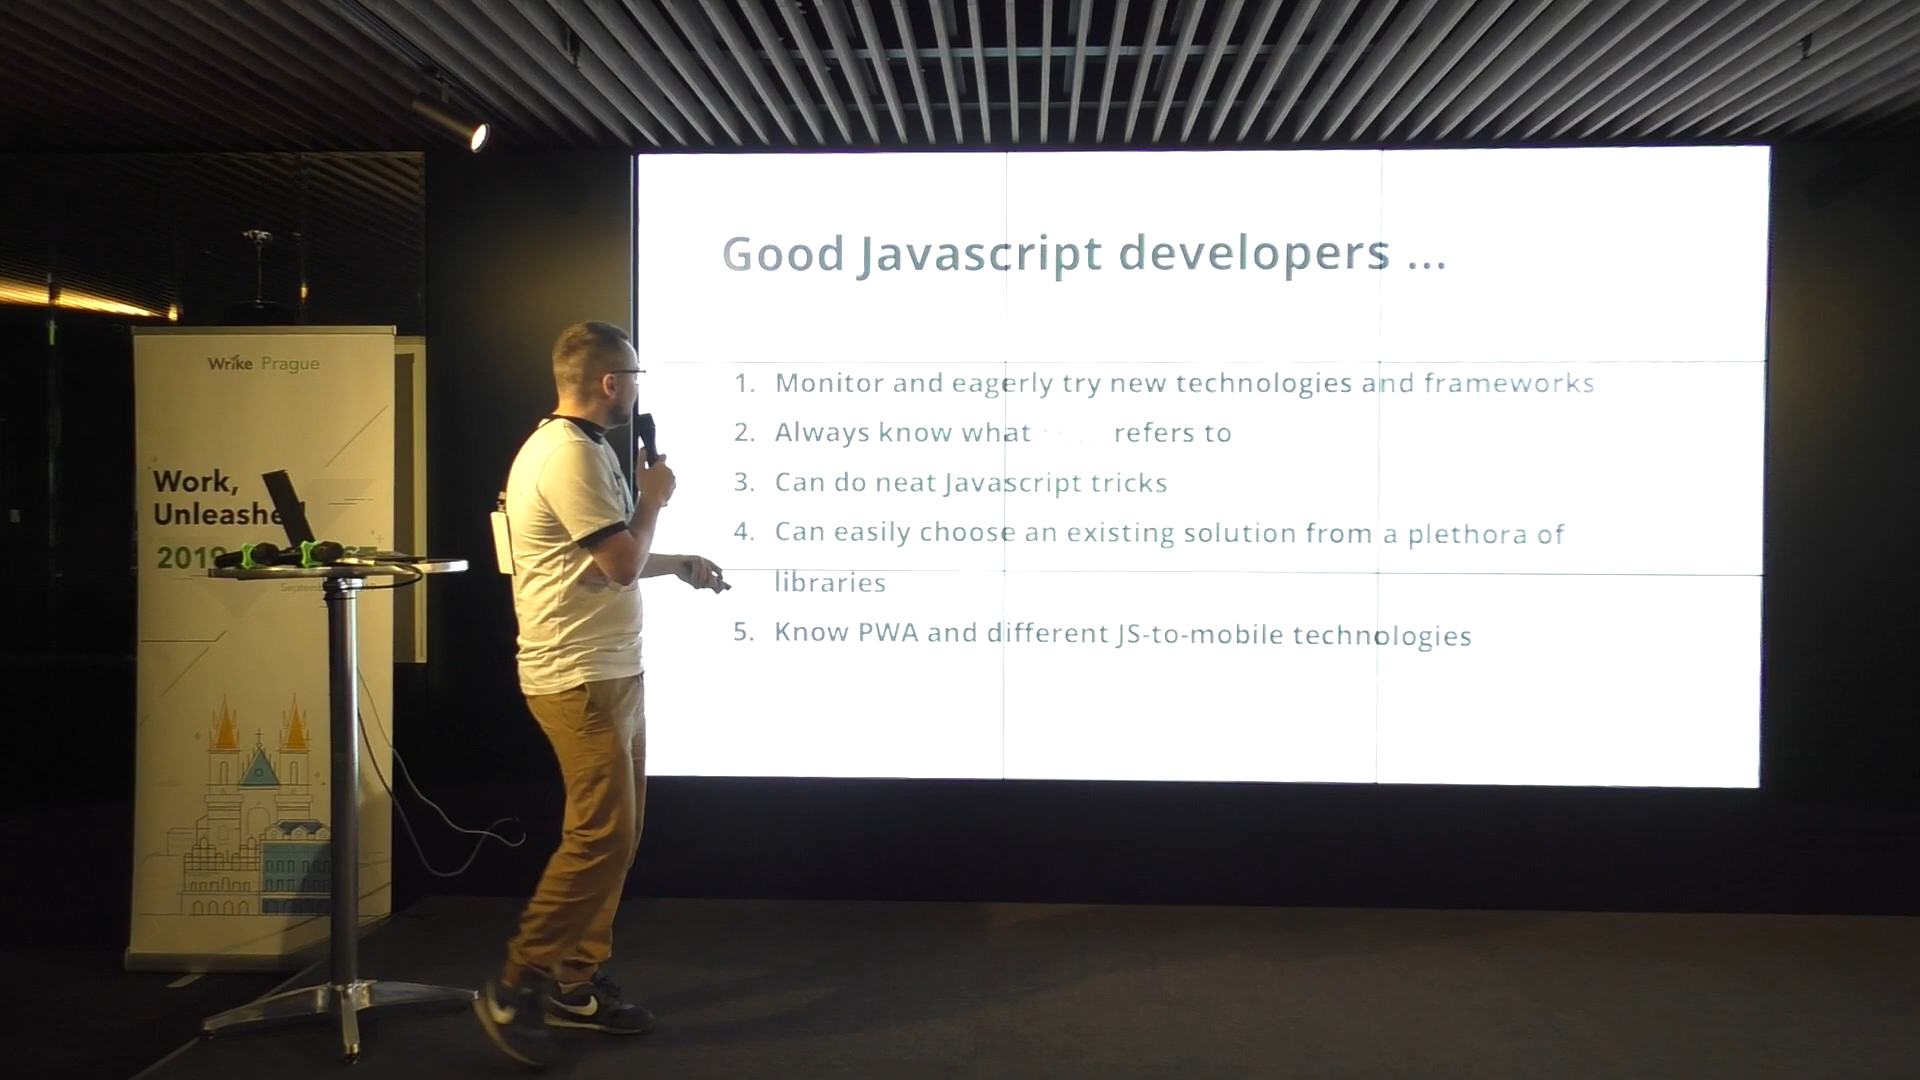 Good Javascript developers ...
1. Monitor and eagerly try new technologies and frameworks
2. Always know what refers to
3. Can do neat Javascript tricks
4. Can easily choose an existing solution from a plethora of
libraries
5. Know PWA and different JS-to-mobile technologies
Wrike Prague
Work,
Unleashed
2019